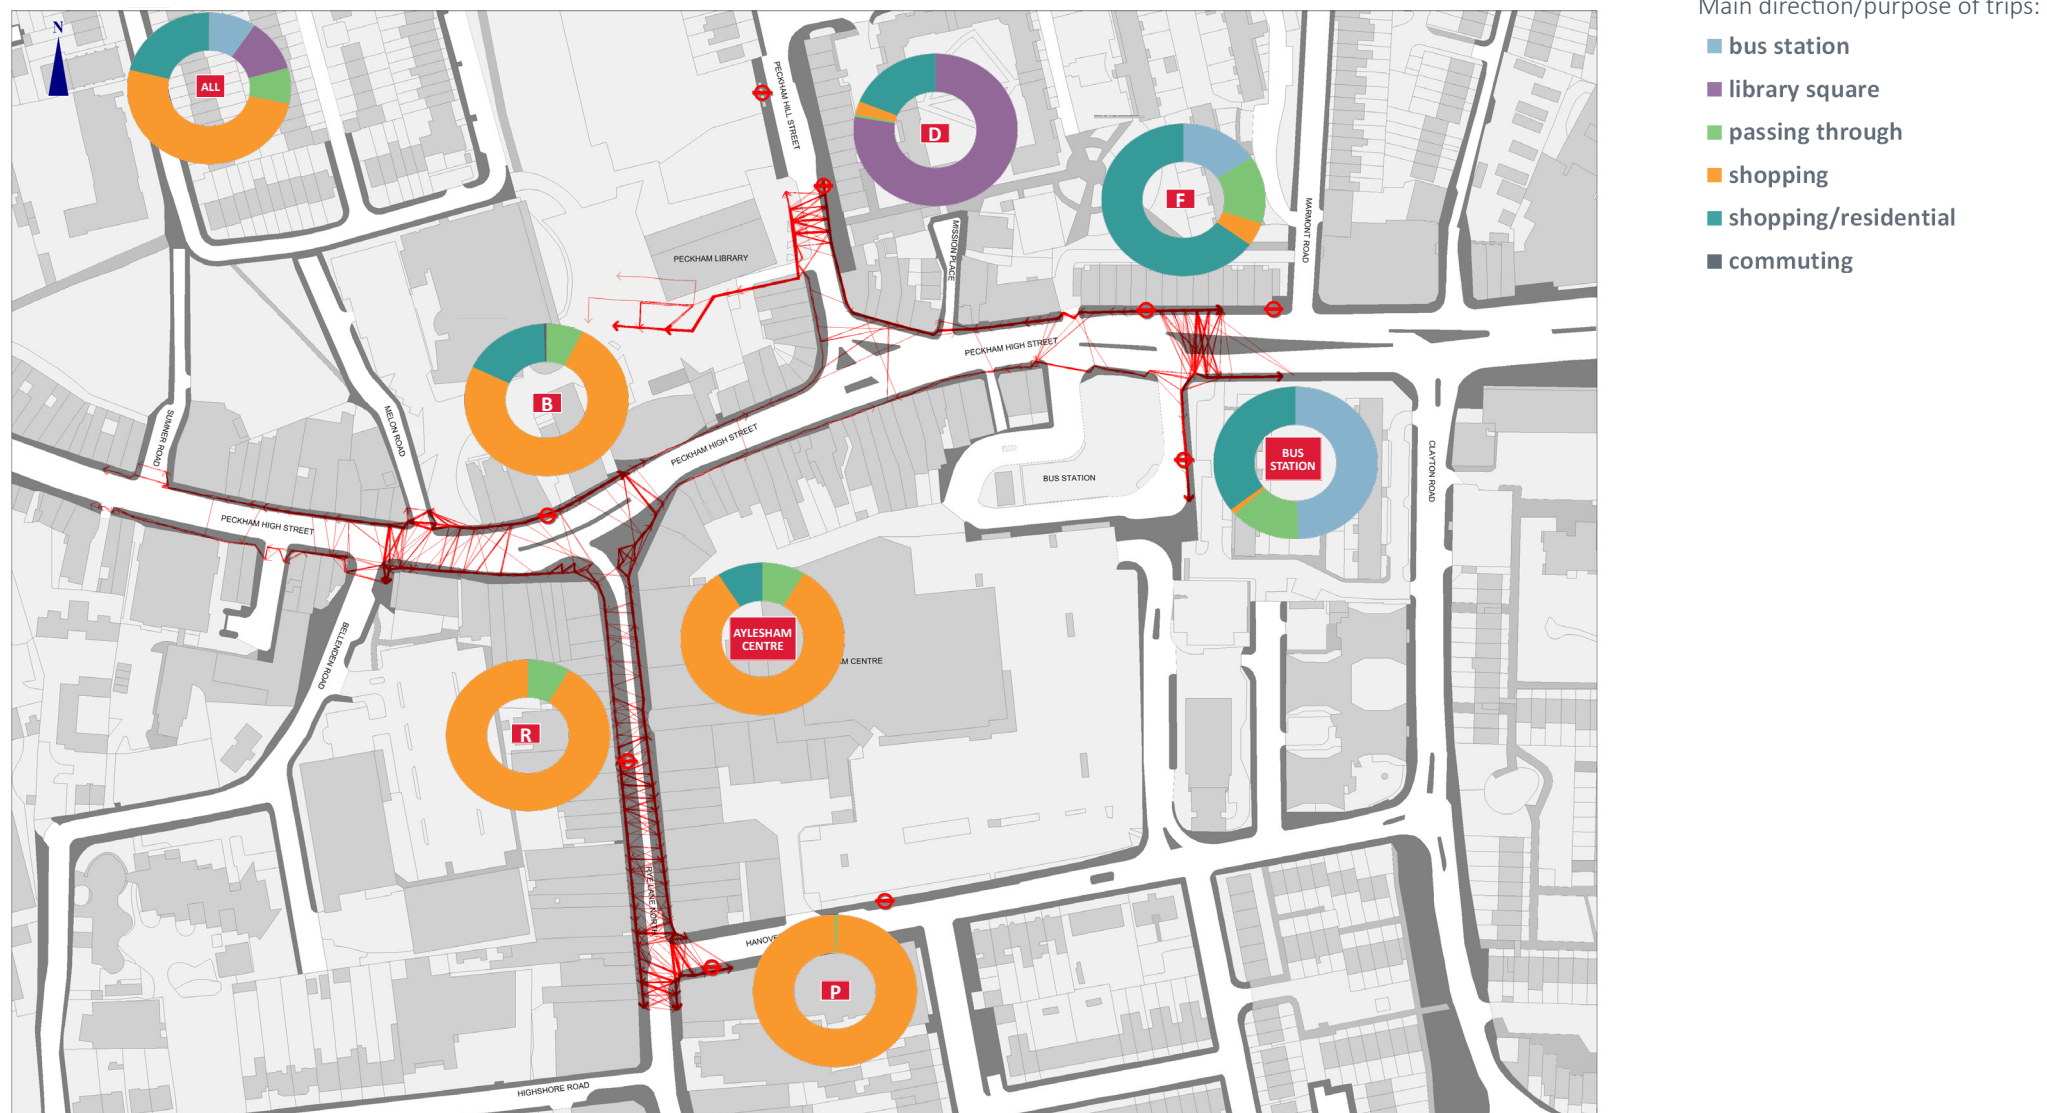 Main direction/purpose of trips:
bus station
library square
passing through
shopping
shopping/residential
commuting
N
ALL
PECKHAM HILL STREET
D
F
MARMONT ROAD
MISSION PLACE
PECKHAM LIBRARY
PECKHAM HIGH STREET
B
SUMNER ROAD
MELON ROAD
PECKHAM HIGH STREET
BUS
STATION
CLAYTON ROAD
BUS STATION
PECKHAM HIGH STREET
AYLESHAM
CENTRE
M CENTRE
BELLENDEN ROAD
R
RYE LANE NORTH
HANOVE
P
HIGHSHORE ROAD